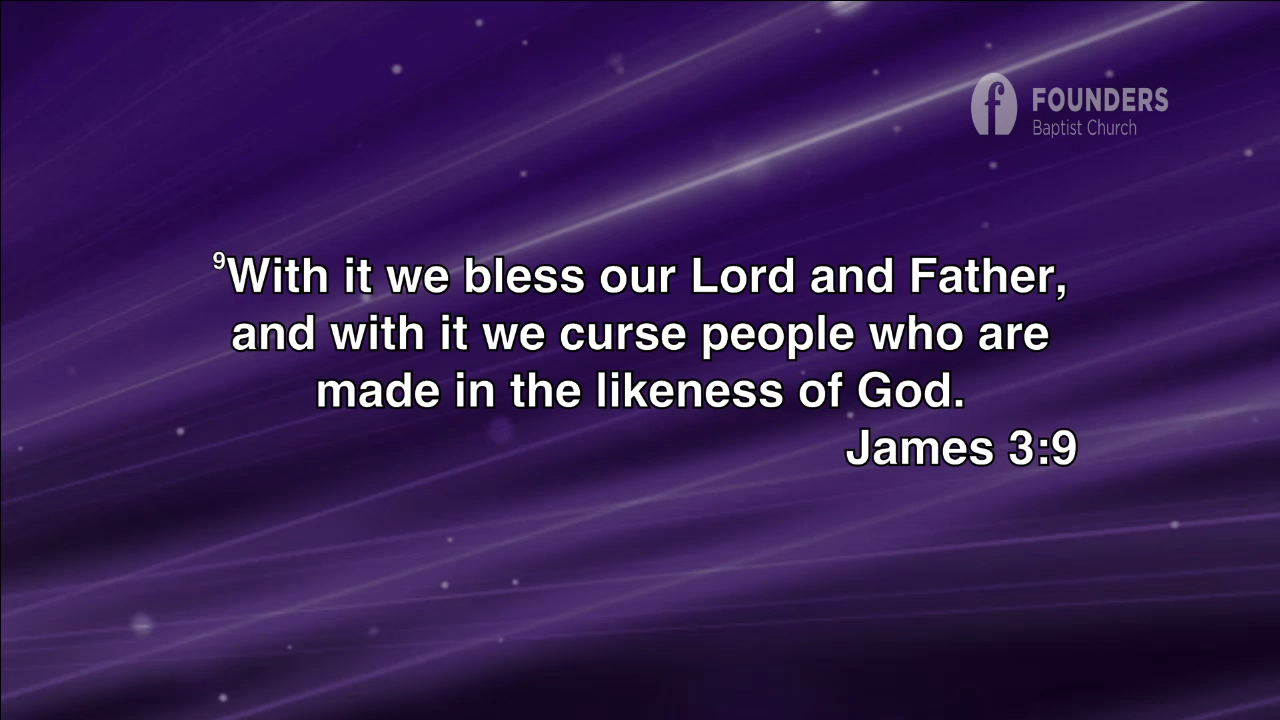 FOUNDERS
Baptist Church
9With it we bless our Lord and Father,
and with it we curse people who are
made in the likeness of God.
James 3:9